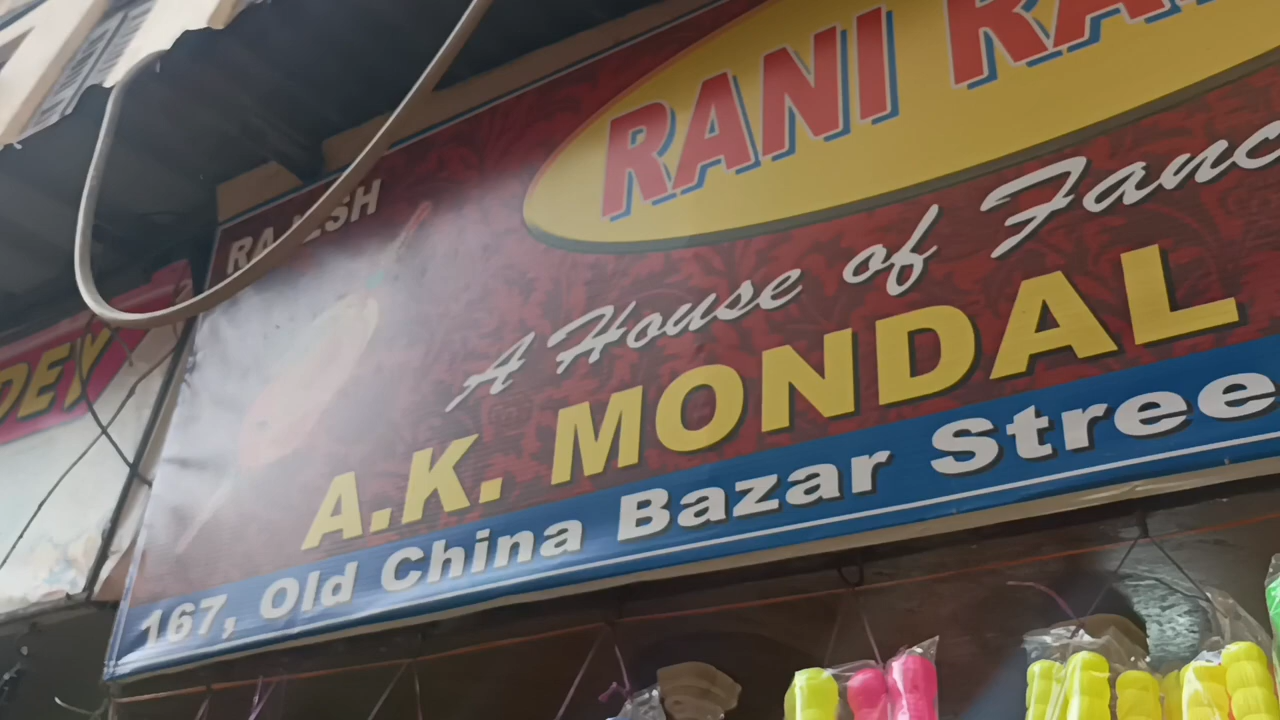 RANI RA
RAJESH
A House of Fanc
A.K. MONDAL
167, Old China Bazar Stree
DEY